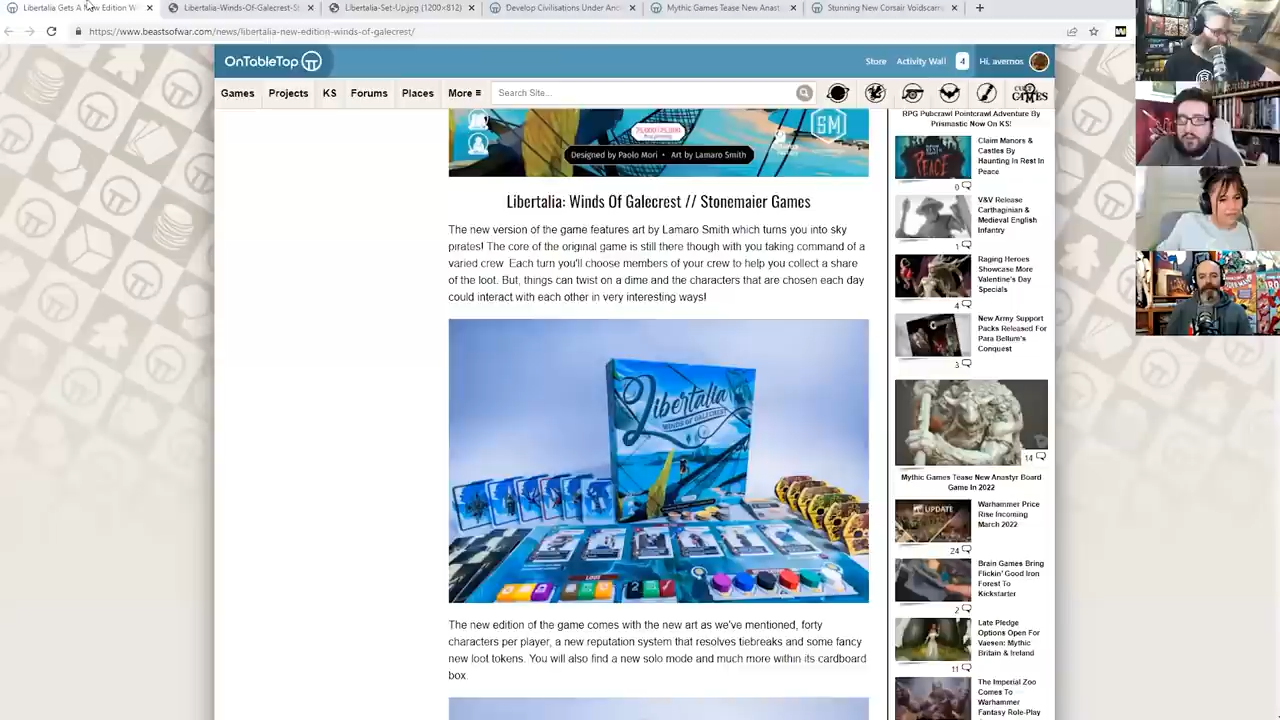 Libertalia Gets A New Edition W
Libertalia-Winds-Of-Galecrest-S
LIbertalia-Set-Up.jpg (1200×812)
Develop Civilisations Under An
Mythic Games Tease New Anast
Stunning New Corsair Voidscarr
https://www.beastsofwar.com/news/libertalia-new-edition-winds-of-galecrest
OnTableTop
Store
Activity Wall
4
Hi, avernos
Games
Projects
KS
Forums
Places
More
Search Site...
GAMES
Designed by Paolo Mori • Art by Lamaro Smith
Libertalia: Winds Of Galecrest // Stonemaier Games
The new version of the game features art by Lamaro Smith which turns you into sky
pirates! The core of the original game is still there though with you taking command of a
varied crew. Each turn you'll choose members of your crew to help you collect a share
of the loot. But, things can twist on a dime and the characters that are chosen each day
could interact with each other in very interesting ways!
Libertalia
WINDS OF GALECREST
The new edition of the game comes with the new art as we've mentioned, forty
characters per player, a new reputation system that resolves tiebreaks and some fancy
new loot tokens. You will also find a new solo mode and much more within its cardboard
box.
RPG Pubcrawl Pointcrawl Adventure By
Prismastic Now On KS!
Claim Manors &
Castles By
Haunting In Rest In
Peace
0
V&V Release
Carthaginian &
Medieval English
Infantry
1
Raging Heroes
Showcase More
Valentine's Day
Specials
4
New Army Support
Packs Released For
Para Bellum's
Conquest
3
14
Mythic Games Tease New Anastyr Board
Game In 2022
UPDATE
Warhammer Price
Rise Incoming
March 2022
24
Brain Games Bring
Flickin' Good Iron
Forest To
Kickstarter
2
Late Pledge
Options Open For
Vaesen: Mythic
Britain & Ireland
11
The Imperial Zoo
Comes To
Warhammer
Fantasy Role-Play